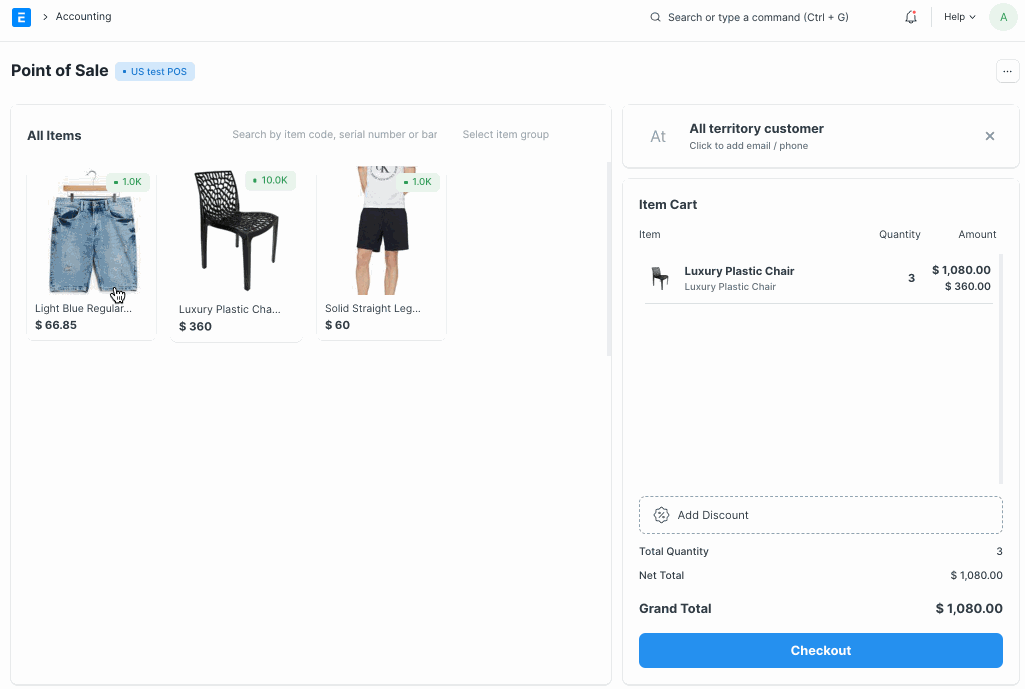 E
Accounting
Search or type a command (Ctrl + G)
Help
A
Point of Sale
US test POS
...
All Items
Search by item code, serial number or bar
Select item group
1.0K
10.0K
1.0K
Light Blue Regular...
$ 66.85
Luxury Plastic Cha...
$ 360
Solid Straight Leg...
$ 60
At
All territory customer
Click to add email / phone
Item Cart
Item
Quantity
Amount
Luxury Plastic Chair
Luxury Plastic Chair
3
$ 1,080.00
$ 360.00
Add Discount
Total Quantity
3
Net Total
$ 1,080.00
Grand Total
$ 1,080.00
Checkout